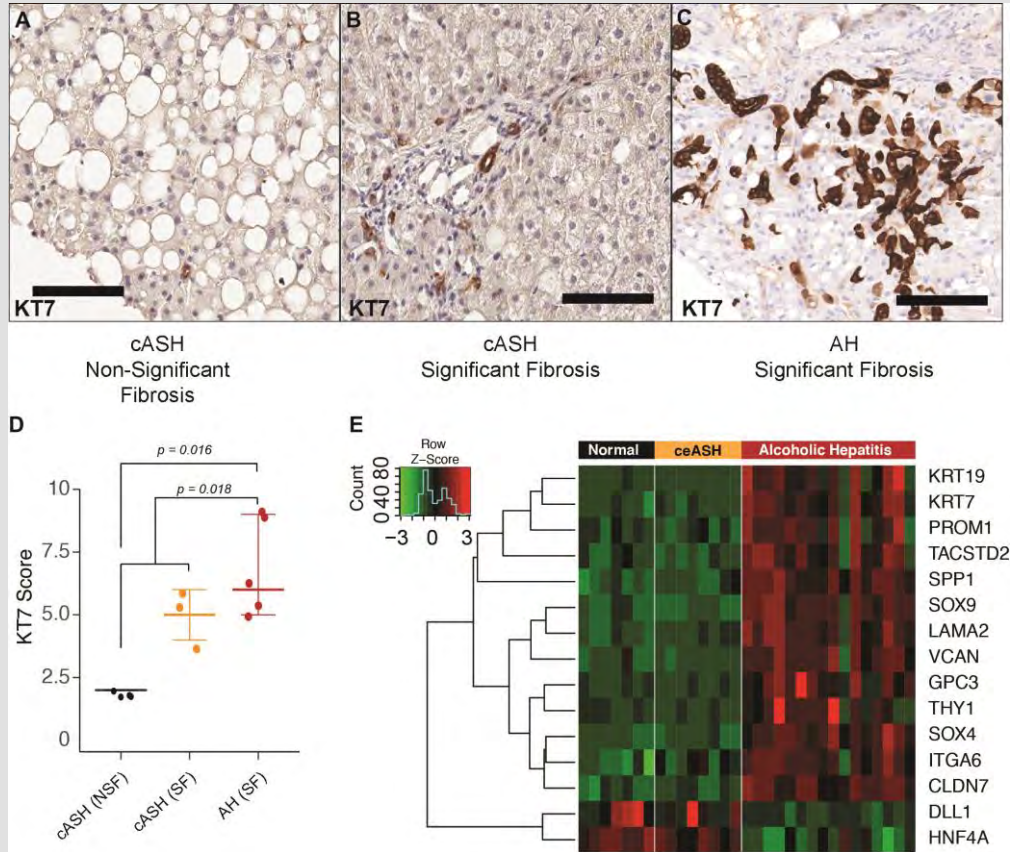 A
B
C
KT7
KT7
KT7
cASH
Non-Significant
Fibrosis
cASH
Significant Fibrosis
AH
Significant Fibrosis
D
p = 0.016
p = 0.018
10
7.5
5.0
2.5
0
KT7 Score
cASH (NSF)
cASH (SF)
AH (SF)
E
Row
Z-Score
Count
0 40 80
-3 0 3
Normal
ceASH
Alcoholic Hepatitis
KRT19
KRT7
PROM1
TACSTD2
SPP1
SOX9
LAMA2
VCAN
GPC3
THY1
SOX4
ITGA6
CLDN7
DLL1
HNF4A